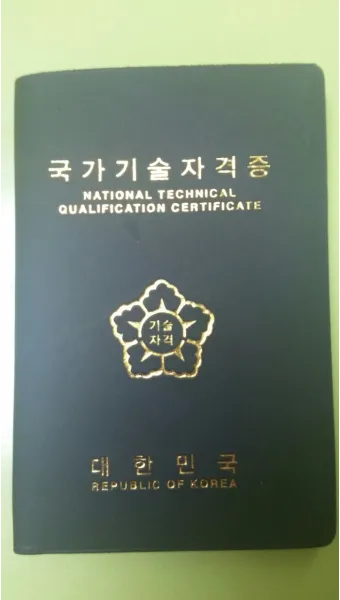 국가기술자격증
NATIONAL TECHNICAL
QUALIFICATION CERTIFICATE
기술
자격
대한민국
REPUBLIC OF KOREA